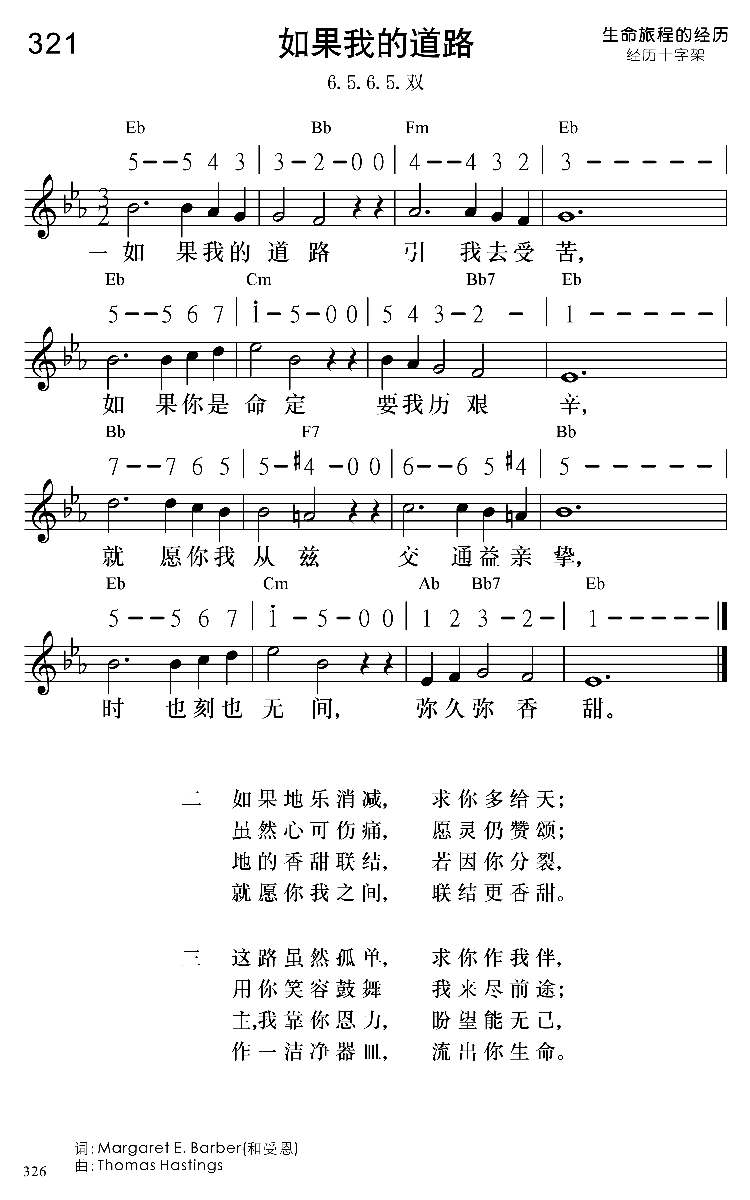 321 如果我的道路 生命旅程的经历
6.5.6.5.双 经历十字架
Eb Bb Fm Eb
5--5 4 3 | 3-2-0 0 | 4--4 3 2 | 3 - - - - - |
3
2
一如 果我的 道 路 引 我去受 苦,
Eb Cm Bb7 Eb
5--5 6 7 | i-5-0 0 | 5 4 3-2 - | 1 - - - - - |
如 果你是 命 定 要我历 艰 辛,
Bb F7 Bb
7--7 6 5 | 5-#4 -0 0 | 6--6 5 #4 | 5 - - - - - |
就 愿你我 从 兹 交 通益亲 挚,
Eb Cm Ab Bb7 Eb
5--5 6 7 | i-5-0 0 | 1 2 3-2 - | 1 - - - - - ||
时 也刻也 无 间, 弥久弥 香 甜。
二 如果地乐消减, 求你多给天;
虽然心可伤痛, 愿灵仍赞颂;
地的香甜联结, 若因你分裂,
就愿你我之间, 联结更香甜。
三 这路虽然孤单, 求你作我伴,
用你笑容鼓舞 我来尽前途;
主,我靠你恩力, 盼望能无己,
作一洁净器皿, 流出你生命。
词:Margaret E. Barber(和受恩)
326 曲:Thomas Hastings